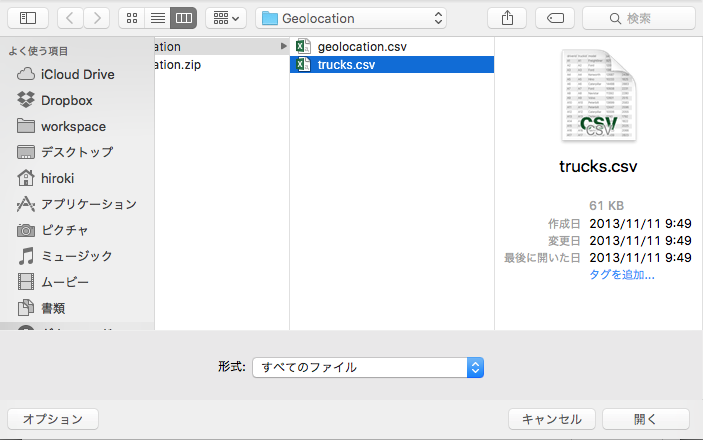 Geolocation
検索
よく使う項目
iCloud Drive
Dropbox
workspace
デスクトップ
hiroki
アプリケーション
ピクチャ
ミュージック
ムービー
書類
ation
ation.zip
geolocation.csv
trucks.csv
CSV
trucks.csv
61 KB
作成日 2013/11/11 9:49
変更日 2013/11/11 9:49
最後に開いた日 2013/11/11 9:49
タグを追加...
形式: すべてのファイル
オプション
キャンセル
開く